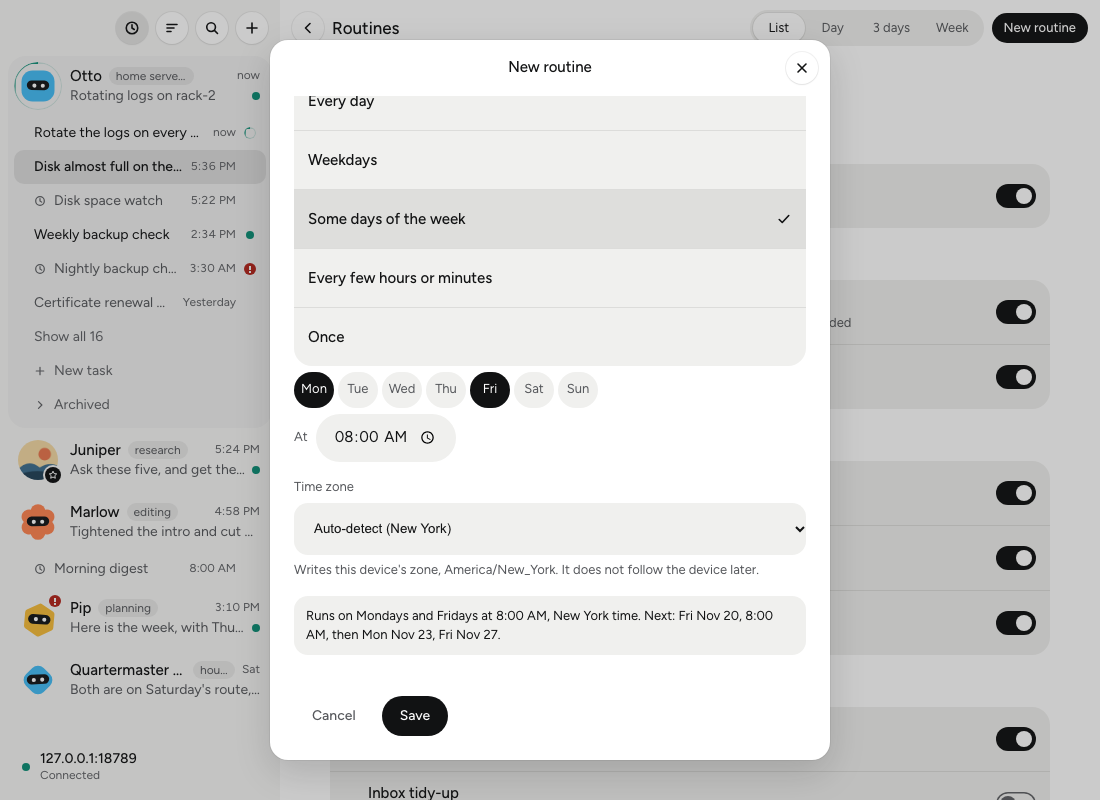 Routines
List
Day
3 days
Week
New routine
Otto
home serve...
now
Rotating logs on rack-2
Rotate the logs on every ...
now
Disk almost full on the...
5:36 PM
Disk space watch
5:22 PM
Weekly backup check
2:34 PM
Nightly backup ch...
3:30 AM
Certificate renewal ...
Yesterday
Show all 16
New task
Archived
Juniper
research
5:24 PM
Ask these five, and get the...
Marlow
editing
4:58 PM
Tightened the intro and cut ...
Morning digest
8:00 AM
Pip
planning
3:10 PM
Here is the week, with Thu...
Quartermaster ...
hou...
Sat
Both are on Saturday's route,...
127.0.0.1:18789
Connected
New routine
Every day
Weekdays
Some days of the week
Every few hours or minutes
Once
Mon
Tue
Wed
Thu
Fri
Sat
Sun
At
08:00 AM
Time zone
Auto-detect (New York)
Writes this device's zone, America/New_York. It does not follow the device later.
Runs on Mondays and Fridays at 8:00 AM, New York time. Next: Fri Nov 20, 8:00
AM, then Mon Nov 23, Fri Nov 27.
Cancel
Save
ded
Inbox tidy-up